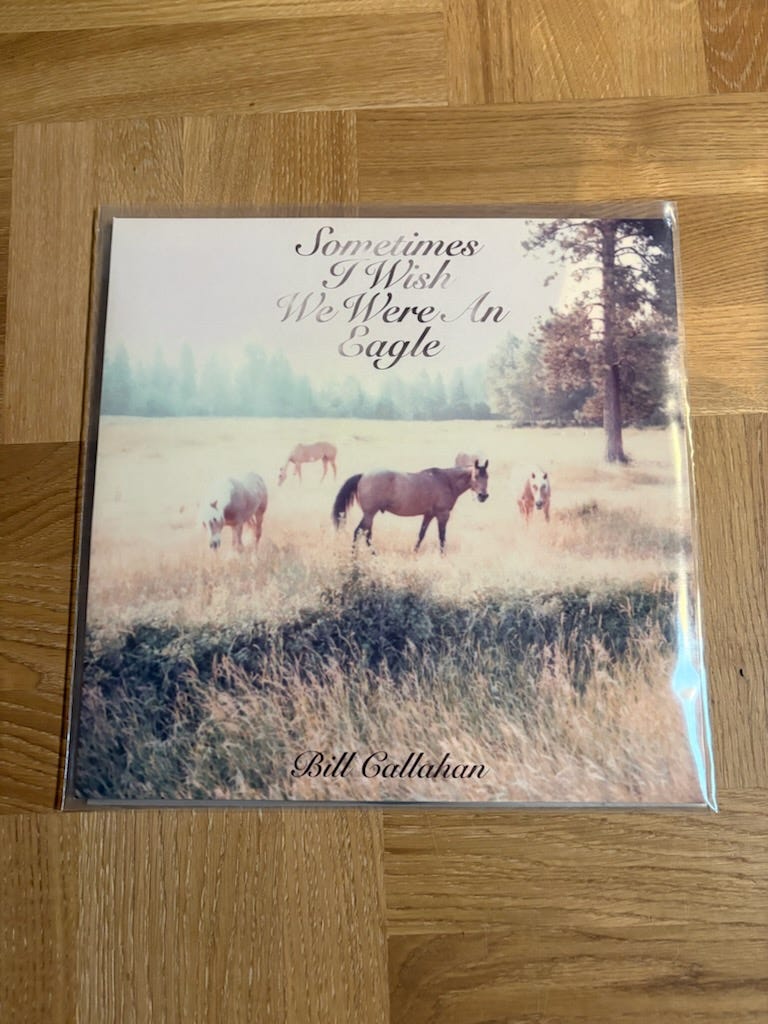 Sometimes
I Wish
We Were An
Eagle
Bill Callahan